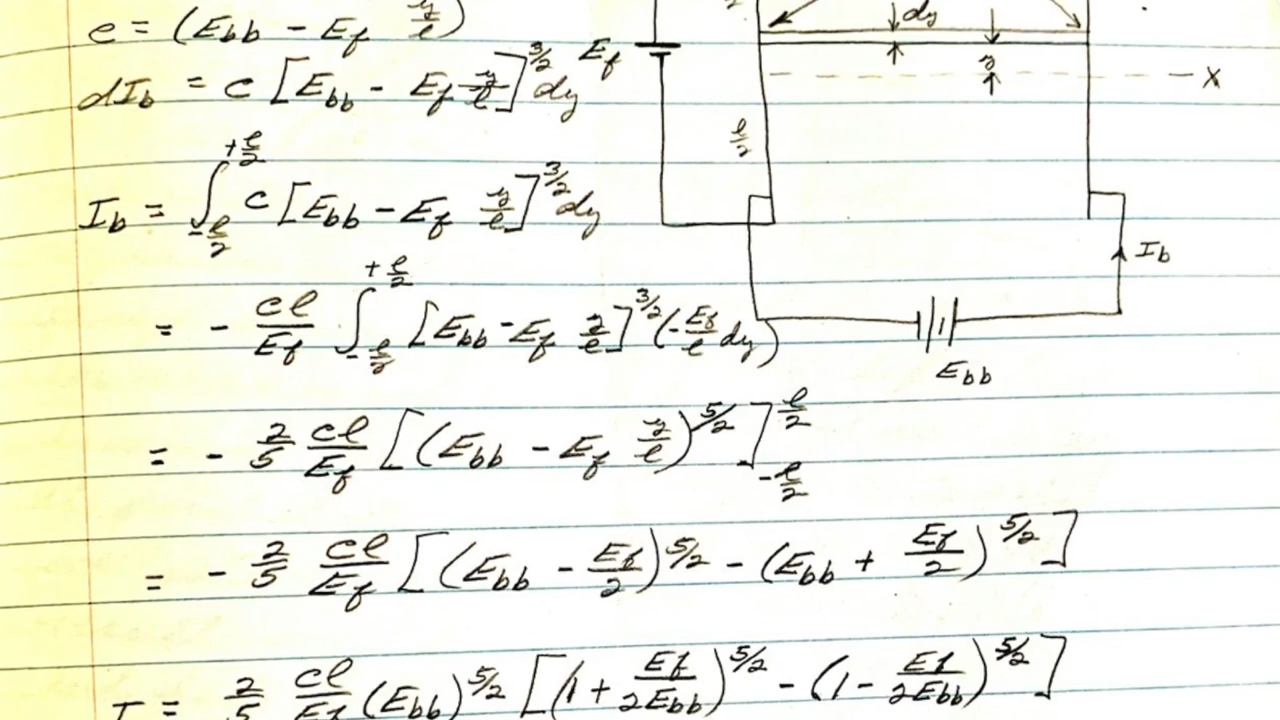 e = (Ebb - Ef y/l)
dIb = c [Ebb - Ef y/l]^3/2 dy
Ib = ∫_{-l/2}^{+l/2} c [Ebb - Ef y/l]^3/2 dy
= - cl/Ef ∫_{-l/2}^{+l/2} [Ebb - Ef y/l]^3/2 (-Ef/l dy)
= - 2/5 cl/Ef [(Ebb - Ef y/l)^5/2]_{-l/2}^{l/2}
= - 2/5 cl/Ef [(Ebb - Ef/2)^5/2 - (Ebb + Ef/2)^5/2]
= 2/5 cl/Ef (Ebb)^5/2 [(1 + Ef/2Ebb)^5/2 - (1 - Ef/2Ebb)^5/2]
dy
Ef
y
x
l/2
Ib
Ebb